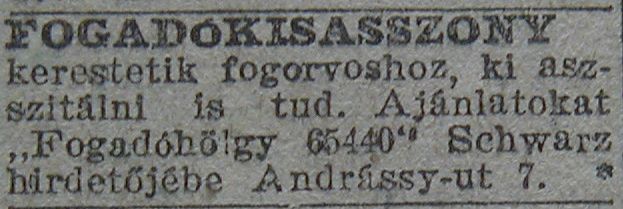 FOGADÓKISASSZONY
kerestetik fogorvoshoz, ki asz-
szitálni is tud. Ajánlatokat
„Fogadóhölgy 65440“ Schwarz
hirdetőjébe Andrássy-ut 7. *